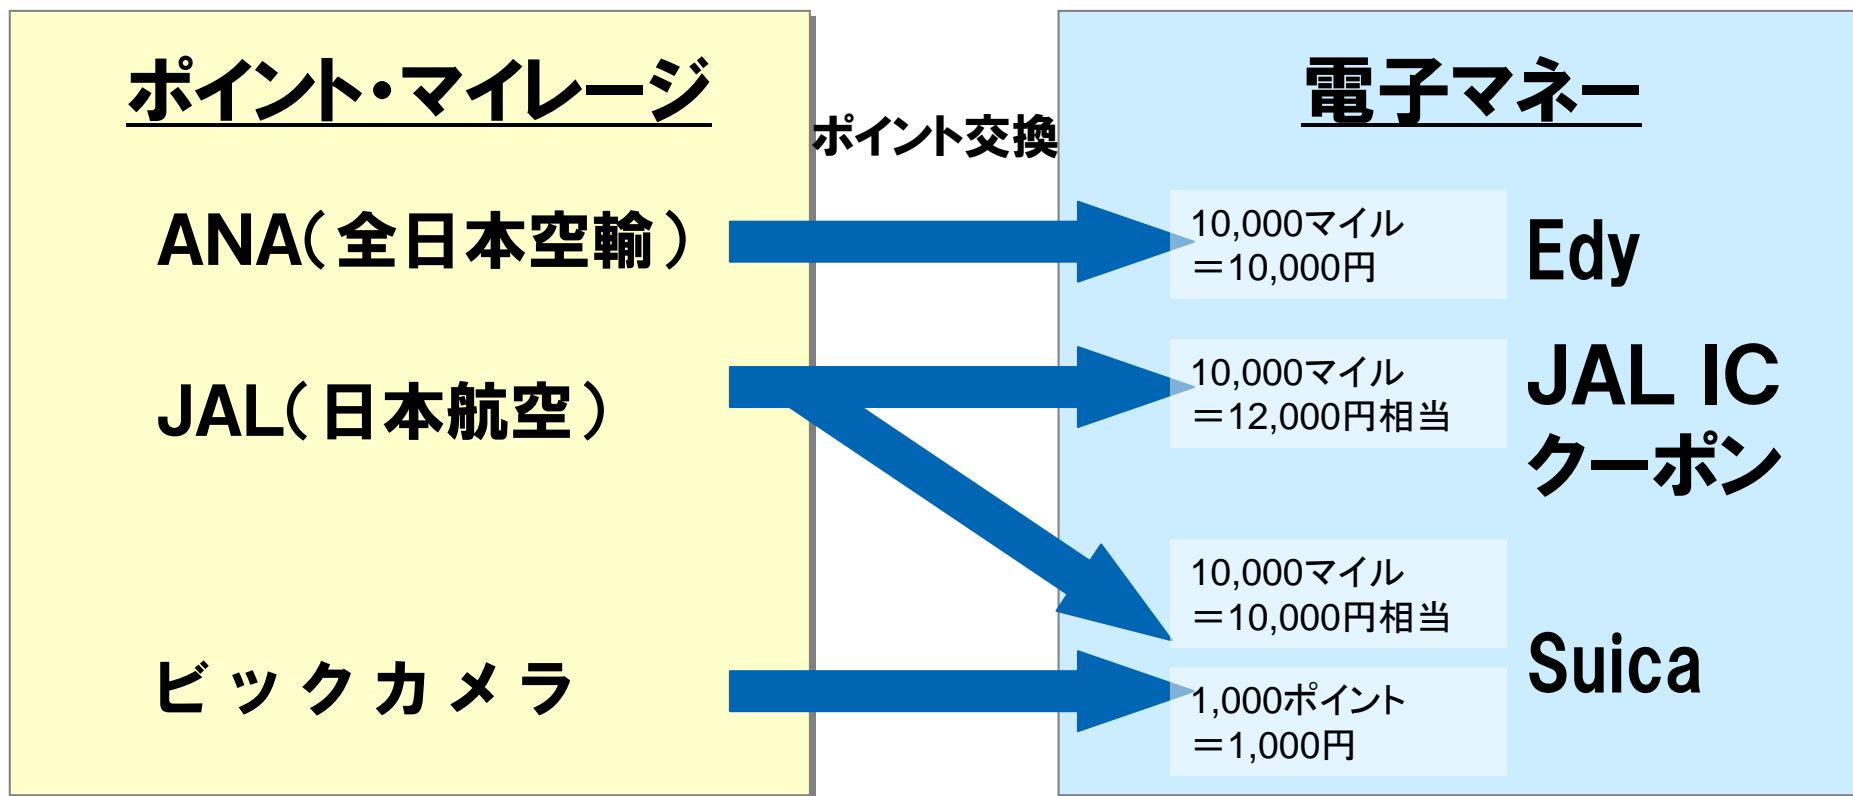 ポイント・マイレージ
ポイント交換
電子マネー
ANA(全日本空輸)
10,000マイル
＝10,000円
Edy
JAL(日本航空)
10,000マイル
＝12,000円相当
JAL IC
クーポン
10,000マイル
＝10,000円相当
ビックカメラ
1,000ポイント
＝1,000円
Suica